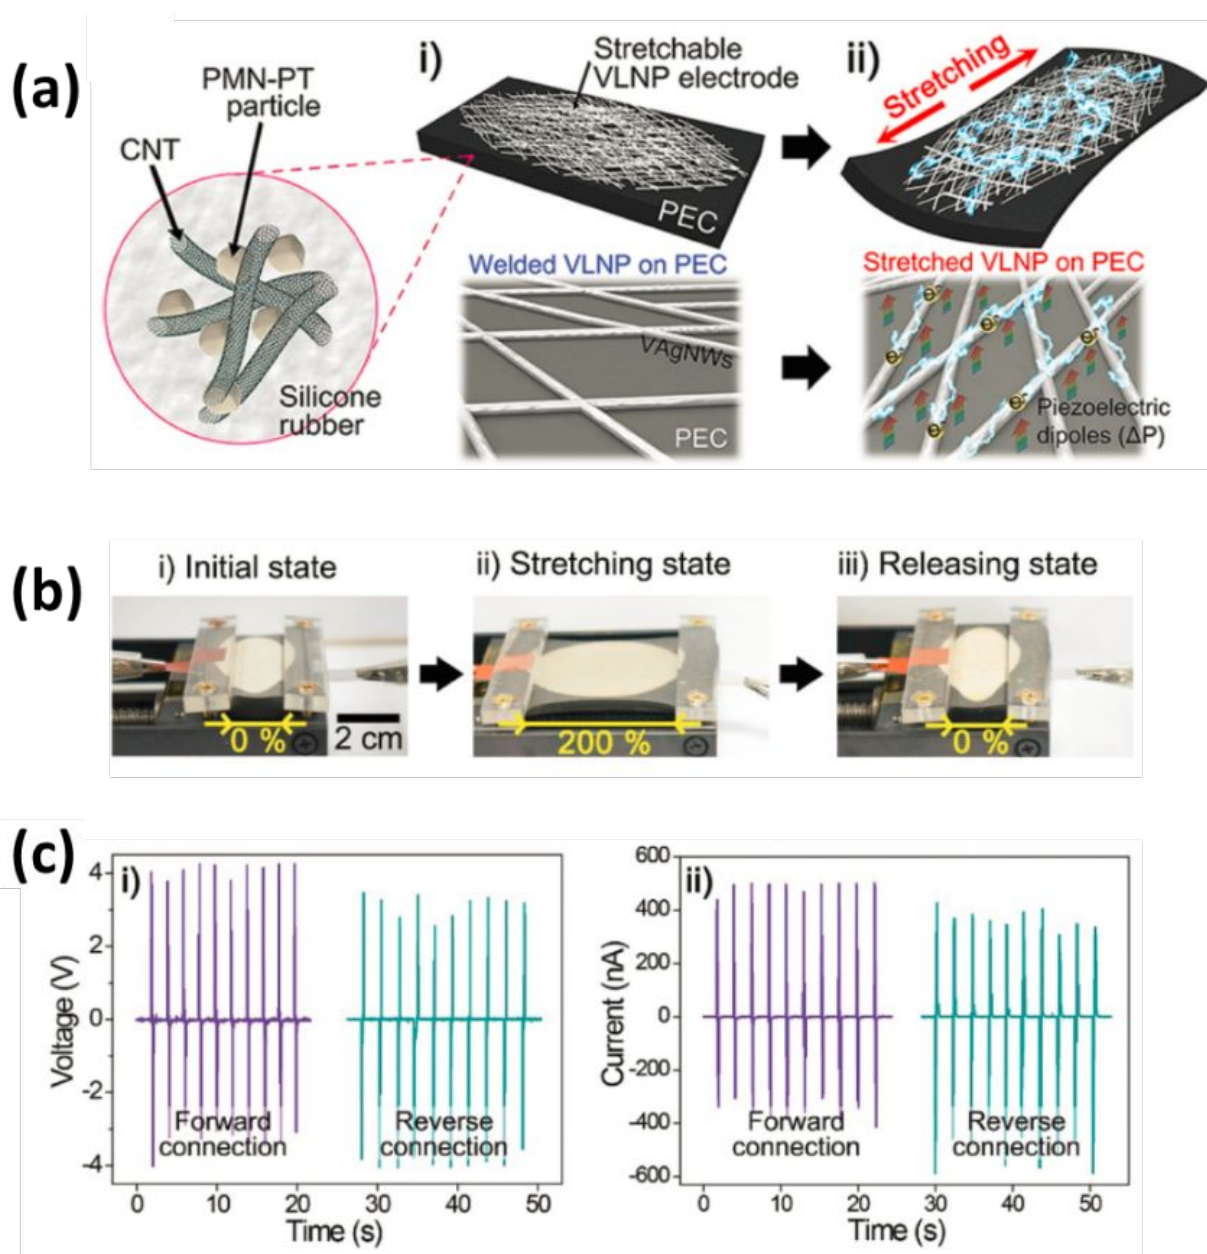 (a)
PMN-PT
particle
CNT
Silicone
rubber
i)
Stretchable
VLNP electrode
PEC
ii)
Stretching
Welded VLNP on PEC
VAgNWs
PEC
Stretched VLNP on PEC
e-
e-
e-
e-
e-
e-
Piezoelectric
dipoles (ΔP)
(b)
i) Initial state
ii) Stretching state
iii) Releasing state
0 %
2 cm
200 %
0 %
(c)
i)
Voltage (V)
4
2
0
-2
-4
Forward
connection
Reverse
connection
0
10
20
30
40
50
Time (s)
ii)
Current (nA)
600
400
200
0
-200
-400
-600
Forward
connection
Reverse
connection
0
10
20
30
40
50
Time (s)